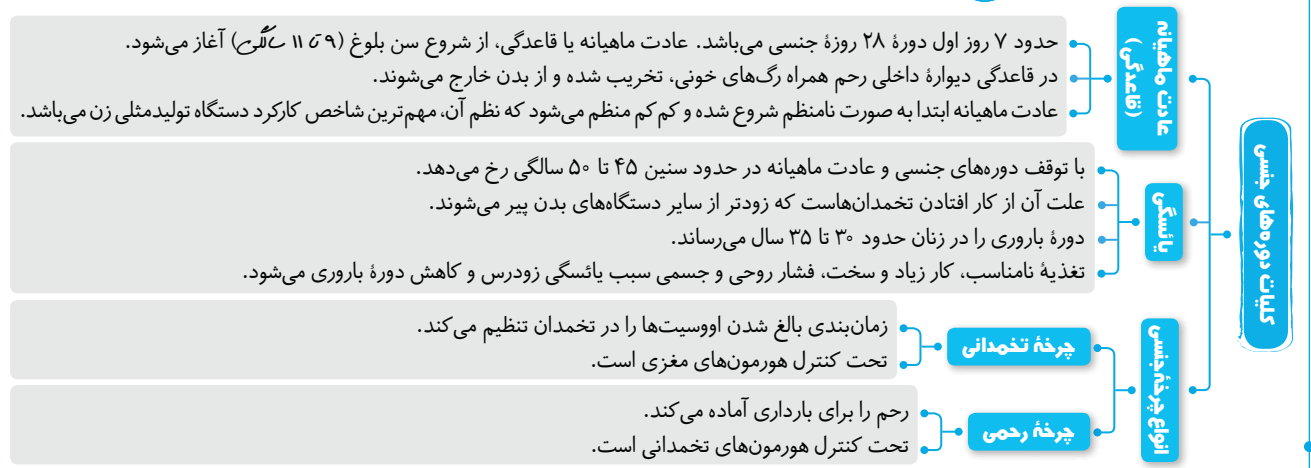 کلیات دوره‌های جنسی
عادت ماهیانه
(قاعدگی)
حدود ۷ روز اول دورهٔ ۲۸ روزهٔ جنسی می‌باشد. عادت ماهیانه یا قاعدگی، از شروع سن بلوغ (۹ تا ۱۱ سالگی) آغاز می‌شود.
در قاعدگی دیوارهٔ داخلی رحم همراه رگ‌های خونی، تخریب شده و از بدن خارج می‌شوند.
عادت ماهیانه ابتدا به صورت نامنظم شروع شده و کم‌کم منظم می‌شود که نظم آن، مهم‌ترین شاخص کارکرد دستگاه تولیدمثلی زن می‌باشد.
یائسگی
با توقف دوره‌های جنسی و عادت ماهیانه در حدود سنین ۴۵ تا ۵۰ سالگی رخ می‌دهد.
علت آن از کار افتادن تخمدان‌هاست که زودتر از سایر دستگاه‌های بدن پیر می‌شوند.
دورهٔ باروری را در زنان حدود ۳۰ تا ۳۵ سال می‌رساند.
تغذیهٔ نامناسب، کار زیاد و سخت، فشار روحی و جسمی سبب یائسگی زودرس و کاهش دورهٔ باروری می‌شود.
انواع چرخهٔ جنسی
چرخهٔ تخمدانی
زمان‌بندی بالغ شدن اووسیت‌ها را در تخمدان تنظیم می‌کند.
تحت کنترل هورمون‌های مغزی است.
چرخهٔ رحمی
رحم را برای بارداری آماده می‌کند.
تحت کنترل هورمون‌های تخمدانی است.